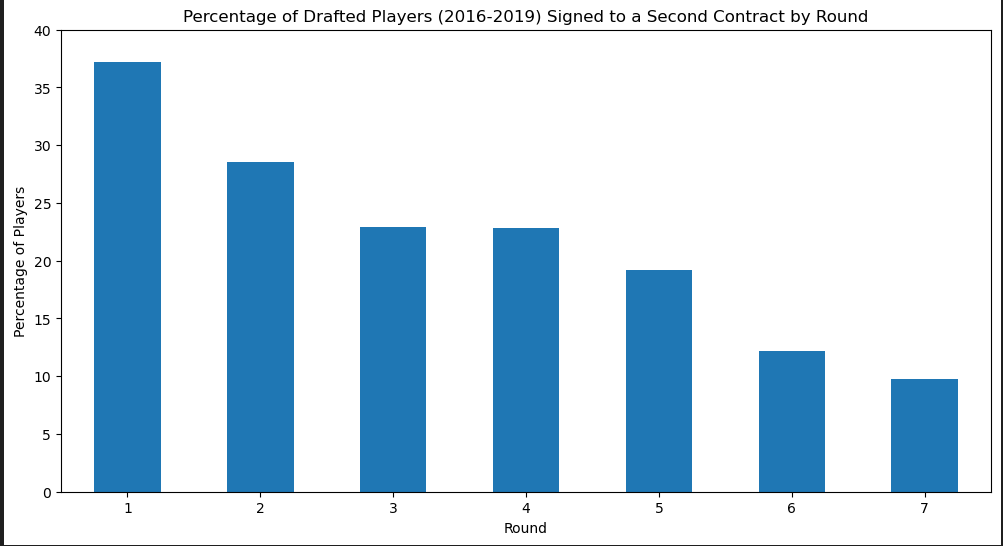 Percentage of Drafted Players (2016-2019) Signed to a Second Contract by Round
40
35
30
25
20
15
10
5
0
Percentage of Players
1 2 3 4 5 6 7
Round